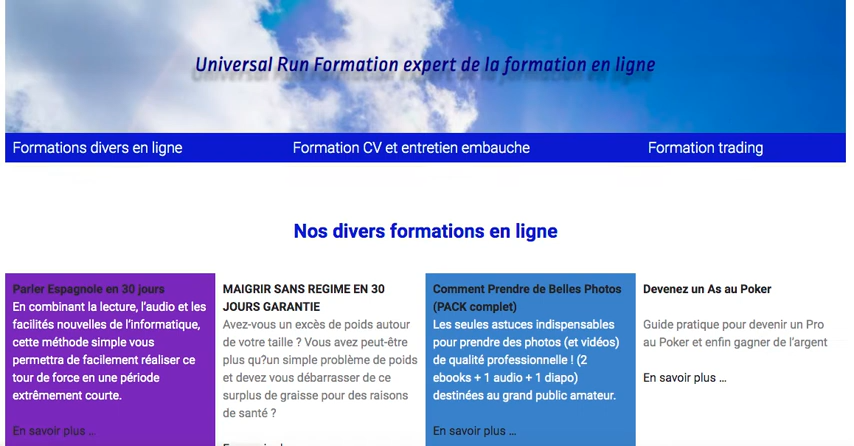 Universal Run Formation expert de la formation en ligne
Formations divers en ligne
Formation CV et entretien embauche
Formation trading
Nos divers formations en ligne
Parler Espagnole en 30 jours
En combinant la lecture, l'audio et les
facilités nouvelles de l'informatique,
cette méthode simple vous
permettra de facilement réaliser ce
tour de force en une période
extrêmement courte.
En savoir plus ...
MAIGRIR SANS REGIME EN 30
JOURS GARANTIE
Avez-vous un excès de poids autour
de votre taille ? Vous avez peut-être
plus qu?un simple problème de poids
et devez vous débarrasser de ce
surplus de graisse pour des raisons
de santé ?
Comment Prendre de Belles Photos
(PACK complet)
Les seules astuces indispensables
pour prendre des photos (et vidéos)
de qualité professionnelle ! (2
ebooks + 1 audio + 1 diapo)
destinées au grand public amateur.
Devenez un As au Poker
Guide pratique pour devenir un Pro
au Poker et enfin gagner de l'argent
En savoir plus ...